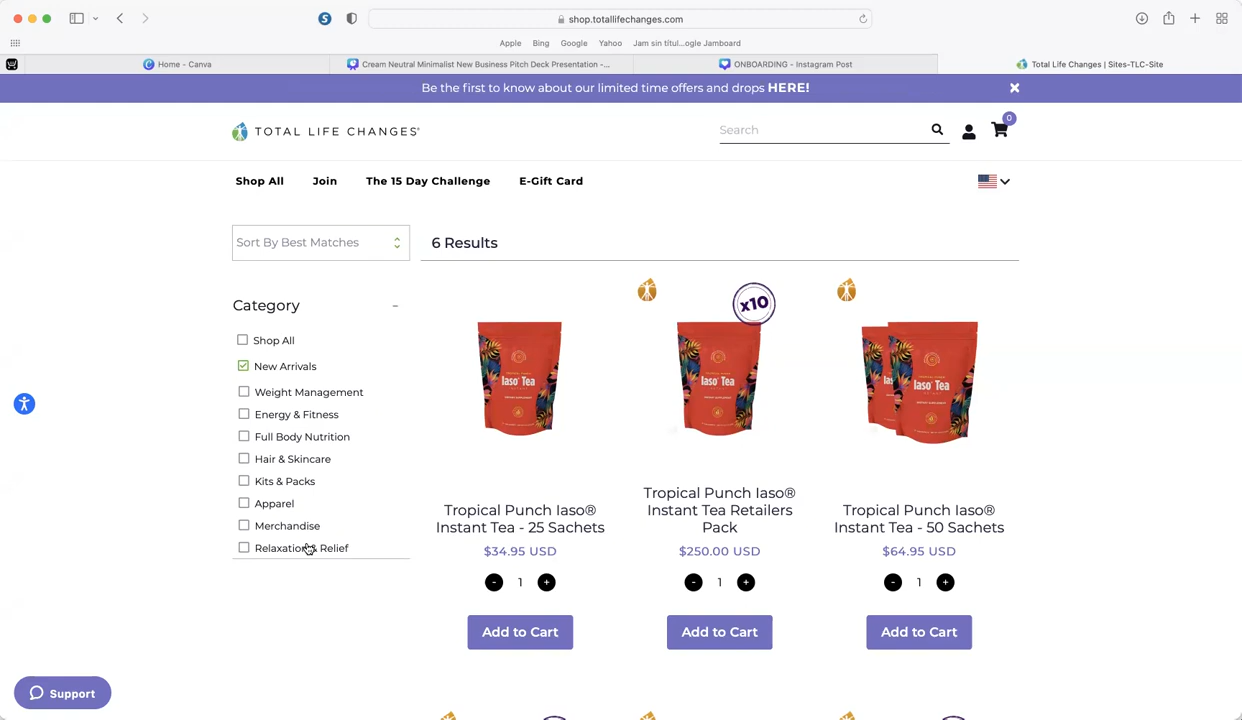 shop.totallifechanges.com
Apple Bing Google Yahoo Jam sin titul...ogle Jamboard
Home - Canva
Cream Neutral Minimalist New Business Pitch Deck Presentation -...
ONBOARDING - Instagram Post
Total Life Changes | Sites-TLC-Site
Be the first to know about our limited time offers and drops HERE!
TOTAL LIFE CHANGES®
Search
0
Shop All Join The 15 Day Challenge E-Gift Card
Sort By Best Matches
6 Results
Category
Shop All
New Arrivals
Weight Management
Energy & Fitness
Full Body Nutrition
Hair & Skincare
Kits & Packs
Apparel
Merchandise
Relaxation & Relief
x10
Iaso® Tea
Iaso® Tea
Iaso® Tea
Tropical Punch Iaso®
Instant Tea - 25 Sachets
$34.95 USD
- 1 +
Add to Cart
Tropical Punch Iaso®
Instant Tea Retailers
Pack
$250.00 USD
- 1 +
Add to Cart
Tropical Punch Iaso®
Instant Tea - 50 Sachets
$64.95 USD
- 1 +
Add to Cart
Support